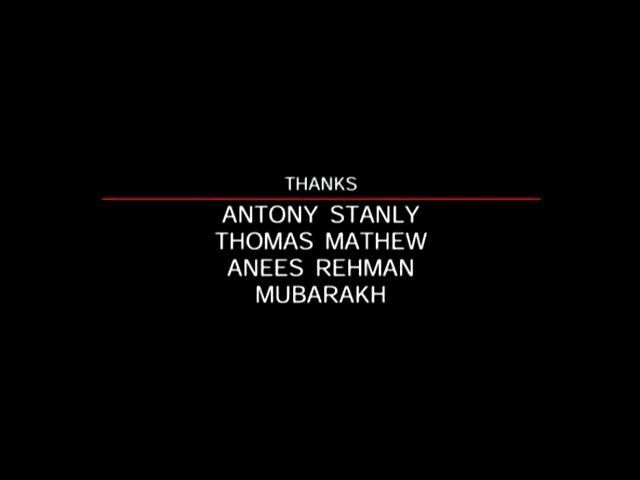 THANKS
ANTONY STANLY
THOMAS MATHEW
ANEES REHMAN
MUBARAKH